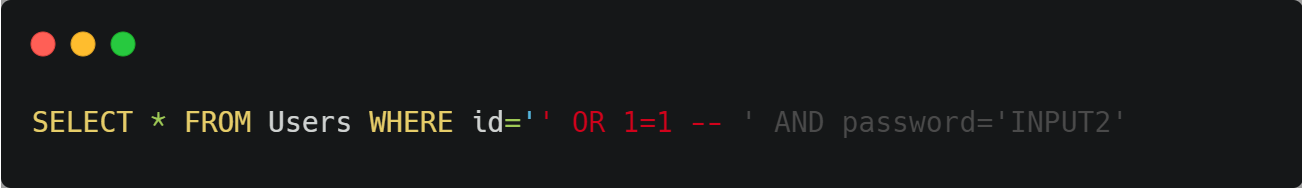 SELECT * FROM Users WHERE id='' OR 1=1 -- ' AND password='INPUT2'